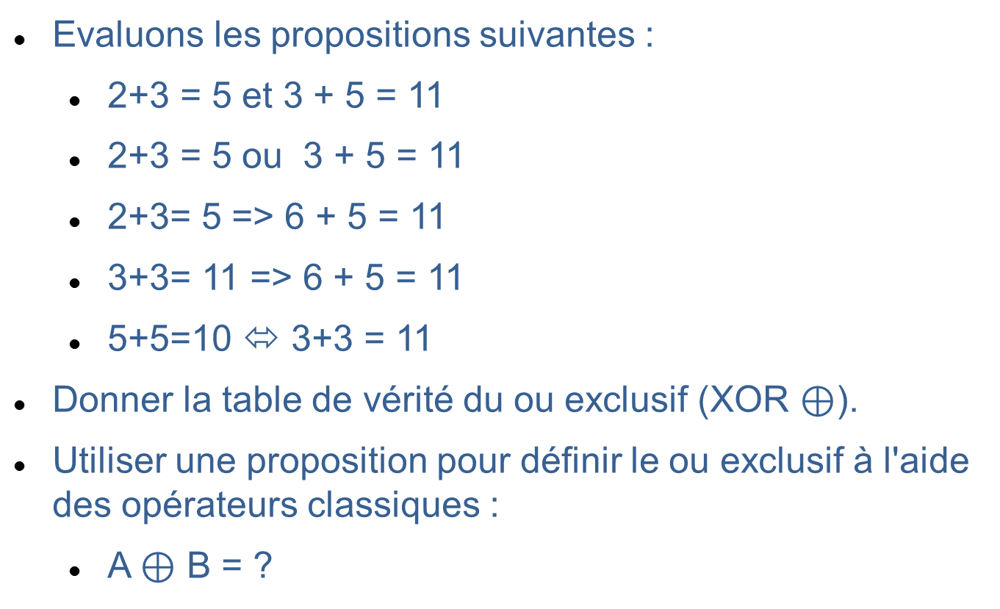 • Evaluons les propositions suivantes :
• 2+3 = 5 et 3 + 5 = 11
• 2+3 = 5 ou  3 + 5 = 11
• 2+3= 5 => 6 + 5 = 11
• 3+3= 11 => 6 + 5 = 11
• 5+5=10 ⬄ 3+3 = 11
• Donner la table de vérité du ou exclusif (XOR ⊕).
• Utiliser une proposition pour définir le ou exclusif à l'aide
des opérateurs classiques :
• A ⊕ B = ?